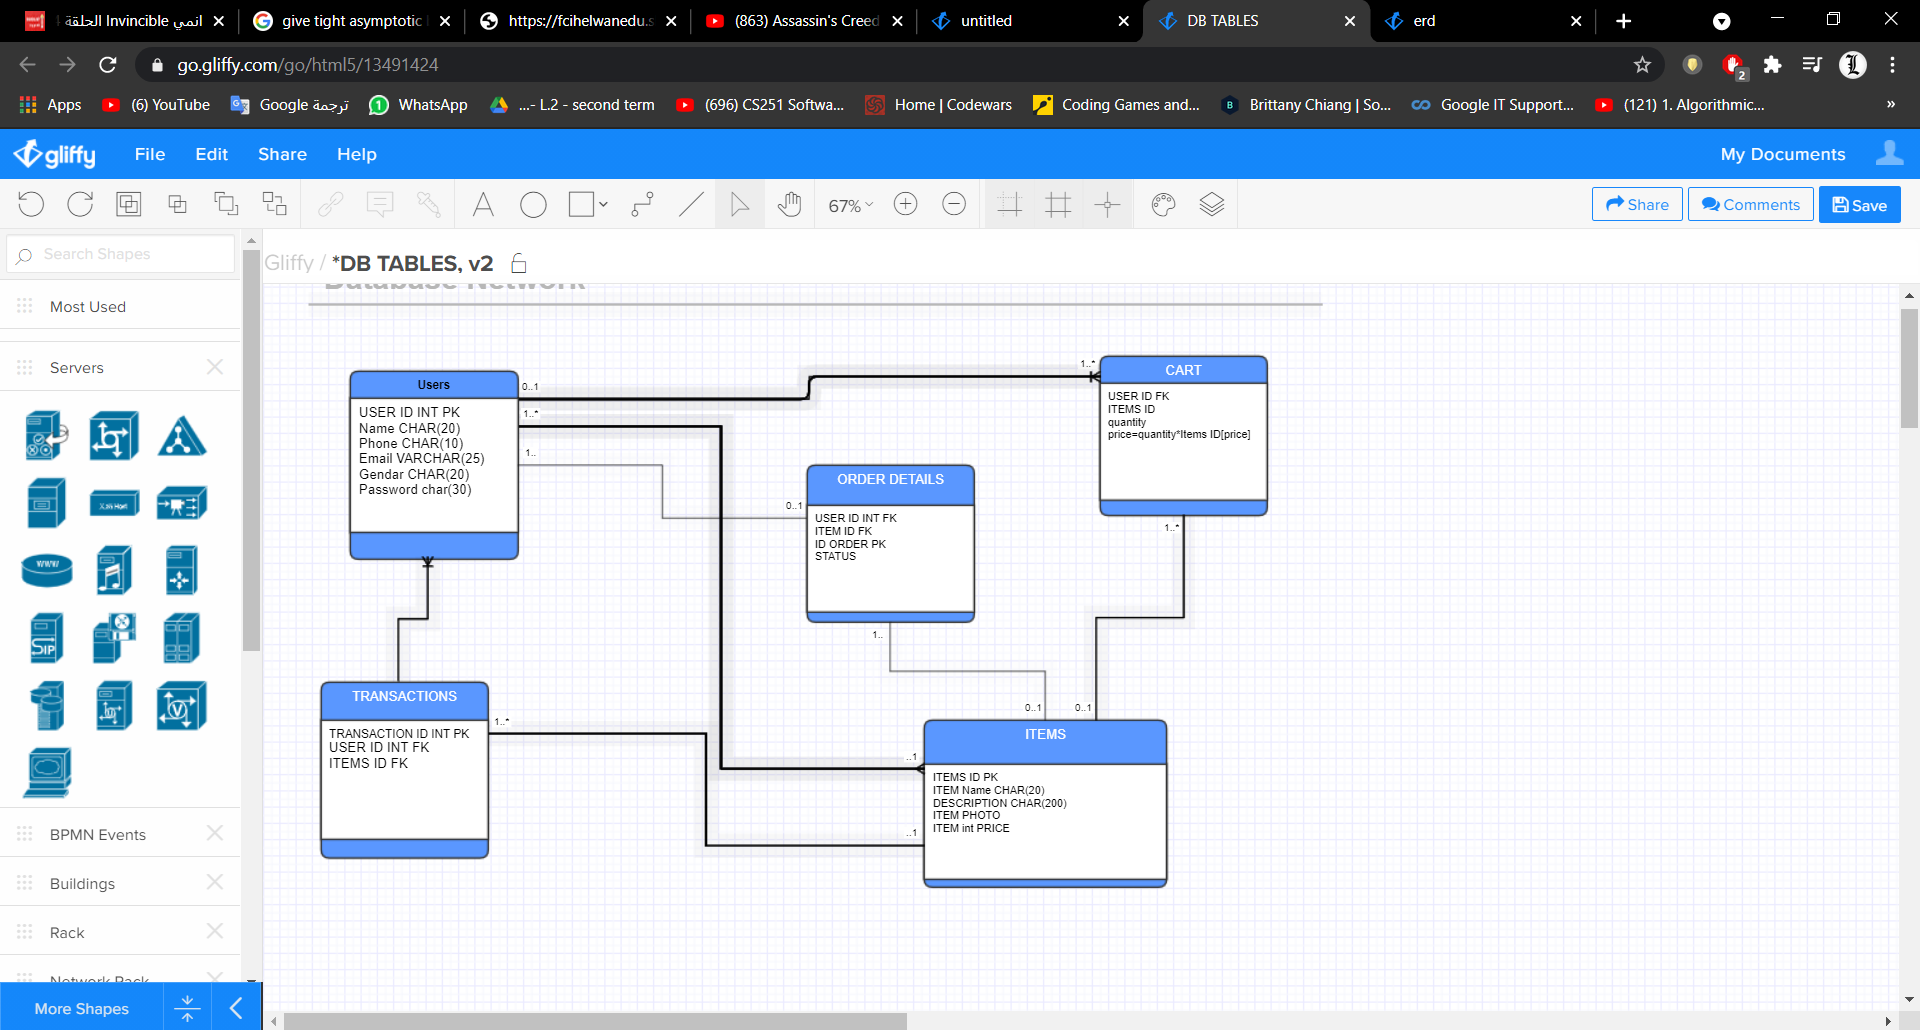 انمي Invincible الحلقة
give tight asymptotic
https://fcihelwanedu.s
(863) Assassin's Creed
untitled
DB TABLES
erd
go.gliffy.com/go/html5/13491424
2
Apps
(6) YouTube
ترجمة Google
WhatsApp
...- L.2 - second term
(696) CS251 Softwa...
Home | Codewars
Coding Games and...
Brittany Chiang | So...
Google IT Support...
(121) 1. Algorithmic...
»
gliffy
File
Edit
Share
Help
My Documents
67%
Share
Comments
Save
Search Shapes
Gliffy / *DB TABLES, v2
Database Network
Most Used
Servers
WWW
SIP
V
BPMN Events
Buildings
Rack
Network Rack
More Shapes
Users
USER ID INT PK
Name CHAR(20)
Phone CHAR(10)
Email VARCHAR(25)
Gendar CHAR(20)
Password char(30)
0..1
1..*
1..
1..*
CART
USER ID FK
ITEMS ID
quantity
price=quantity*Items ID[price]
1..*
0..1
ORDER DETAILS
USER ID INT FK
ITEM ID FK
ID ORDER PK
STATUS
1..
TRANSACTIONS
TRANSACTION ID INT PK
USER ID INT FK
ITEMS ID FK
1..*
0..1
0..1
..1
..1
ITEMS
ITEMS ID PK
ITEM Name CHAR(20)
DESCRIPTION CHAR(200)
ITEM PHOTO
ITEM int PRICE